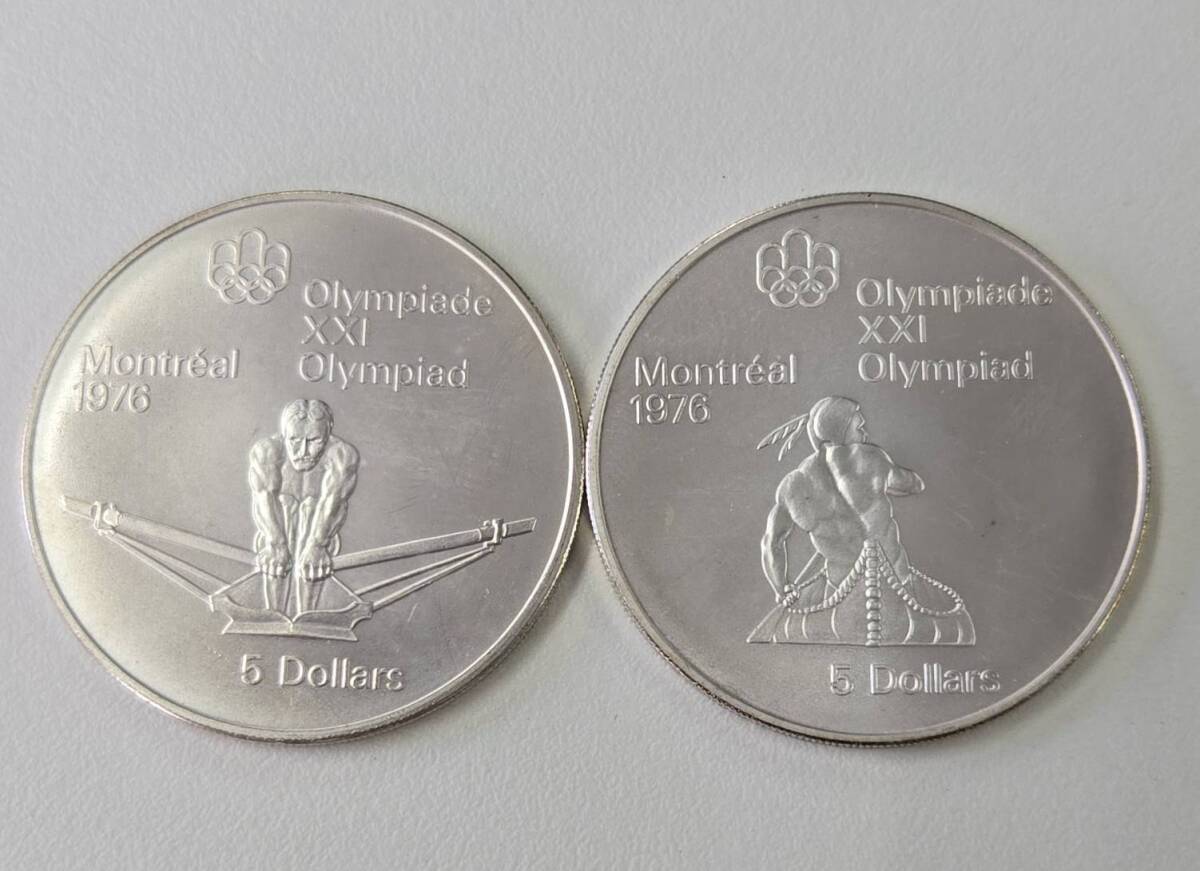 Olympiade
XXI
Olympiad
Montréal
1976
5 Dollars
Olympiade
XXI
Olympiad
Montréal
1976
5 Dollars